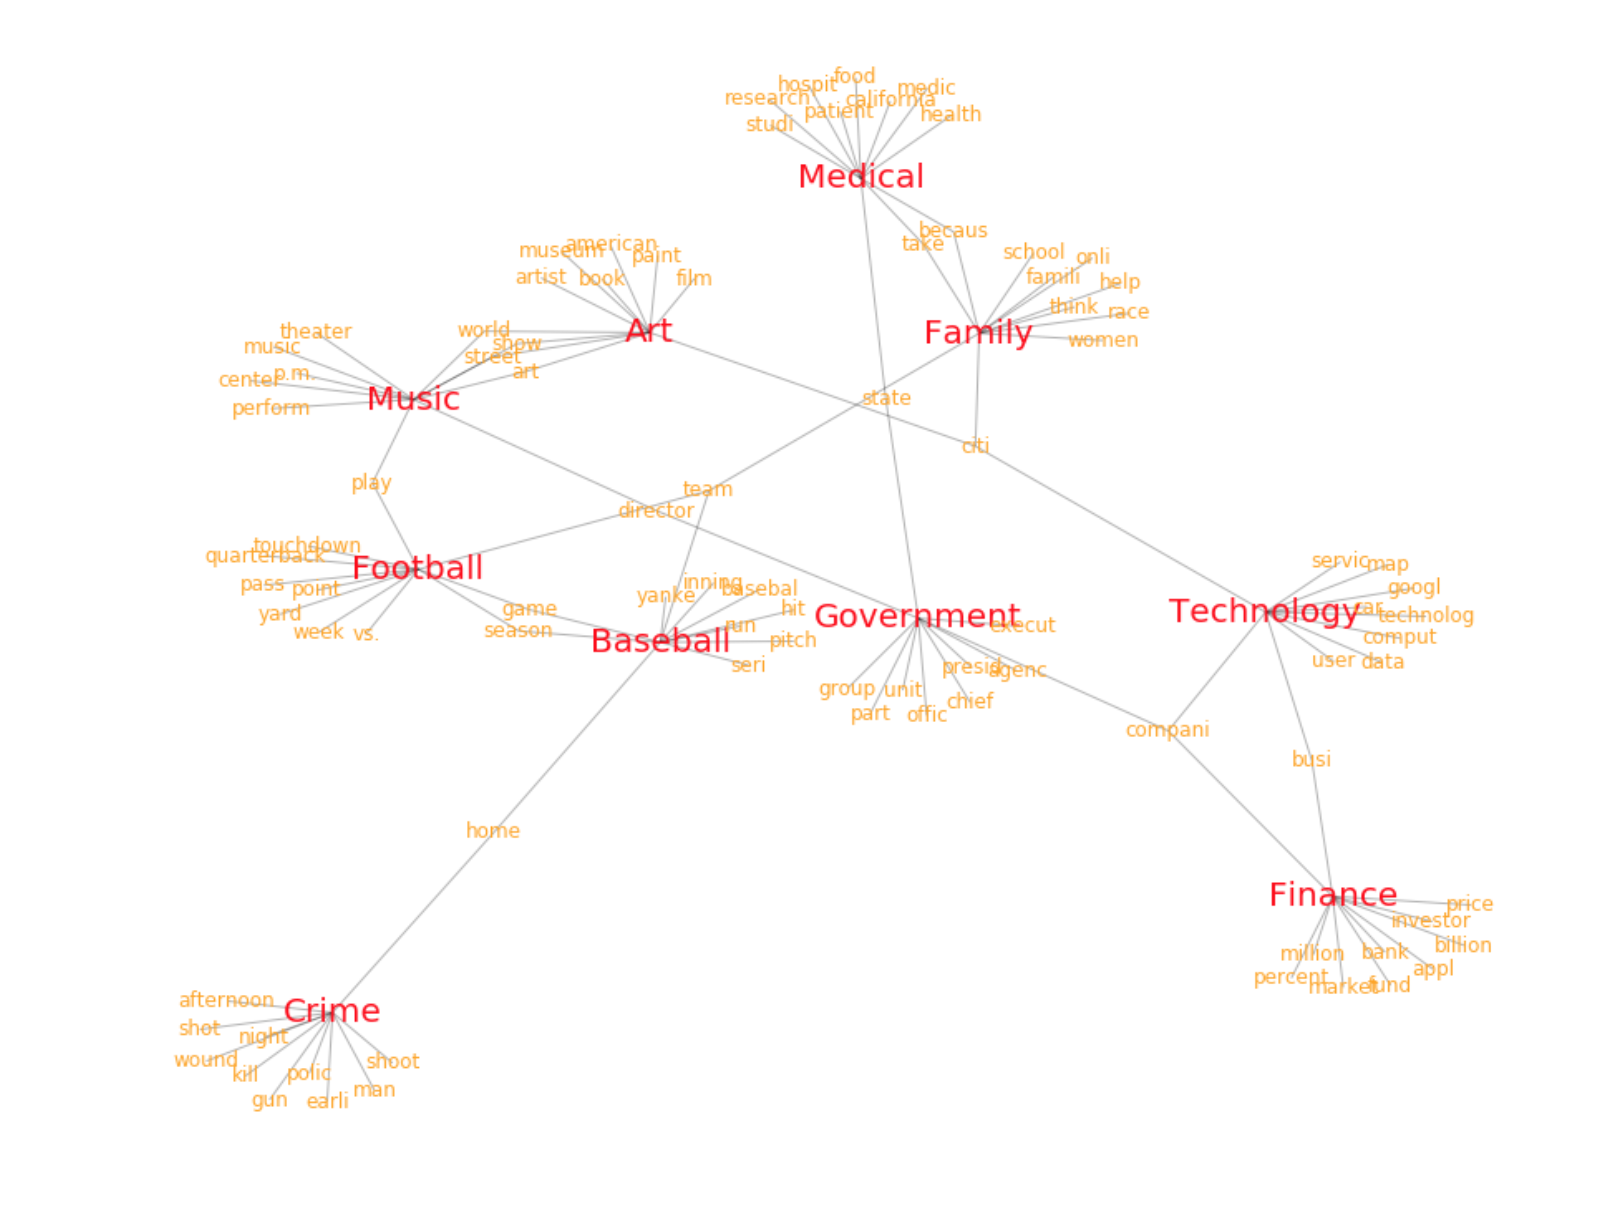 food
hospit
medic
research
california
patient
health
studi
Medical
becaus
take
american
museum
paint
school
onli
artist
book
film
famili
help
think
race
women
world
show
street
art
Art
Family
theater
music
center
p.m.
perform
Music
state
citi
play
team
director
touchdown
quarterback
pass
point
yard
week
vs.
Football
game
season
yanke
inning
basebal
hit
run
pitch
seri
Baseball
Government
execut
presid
agenc
group
unit
chief
part
offic
servic
map
googl
car
technolog
comput
user
data
Technology
compani
busi
home
Finance
price
investor
billion
million
bank
appl
percent
market
fund
afternoon
Crime
shot
night
wound
kill
polic
shoot
gun
earli
man